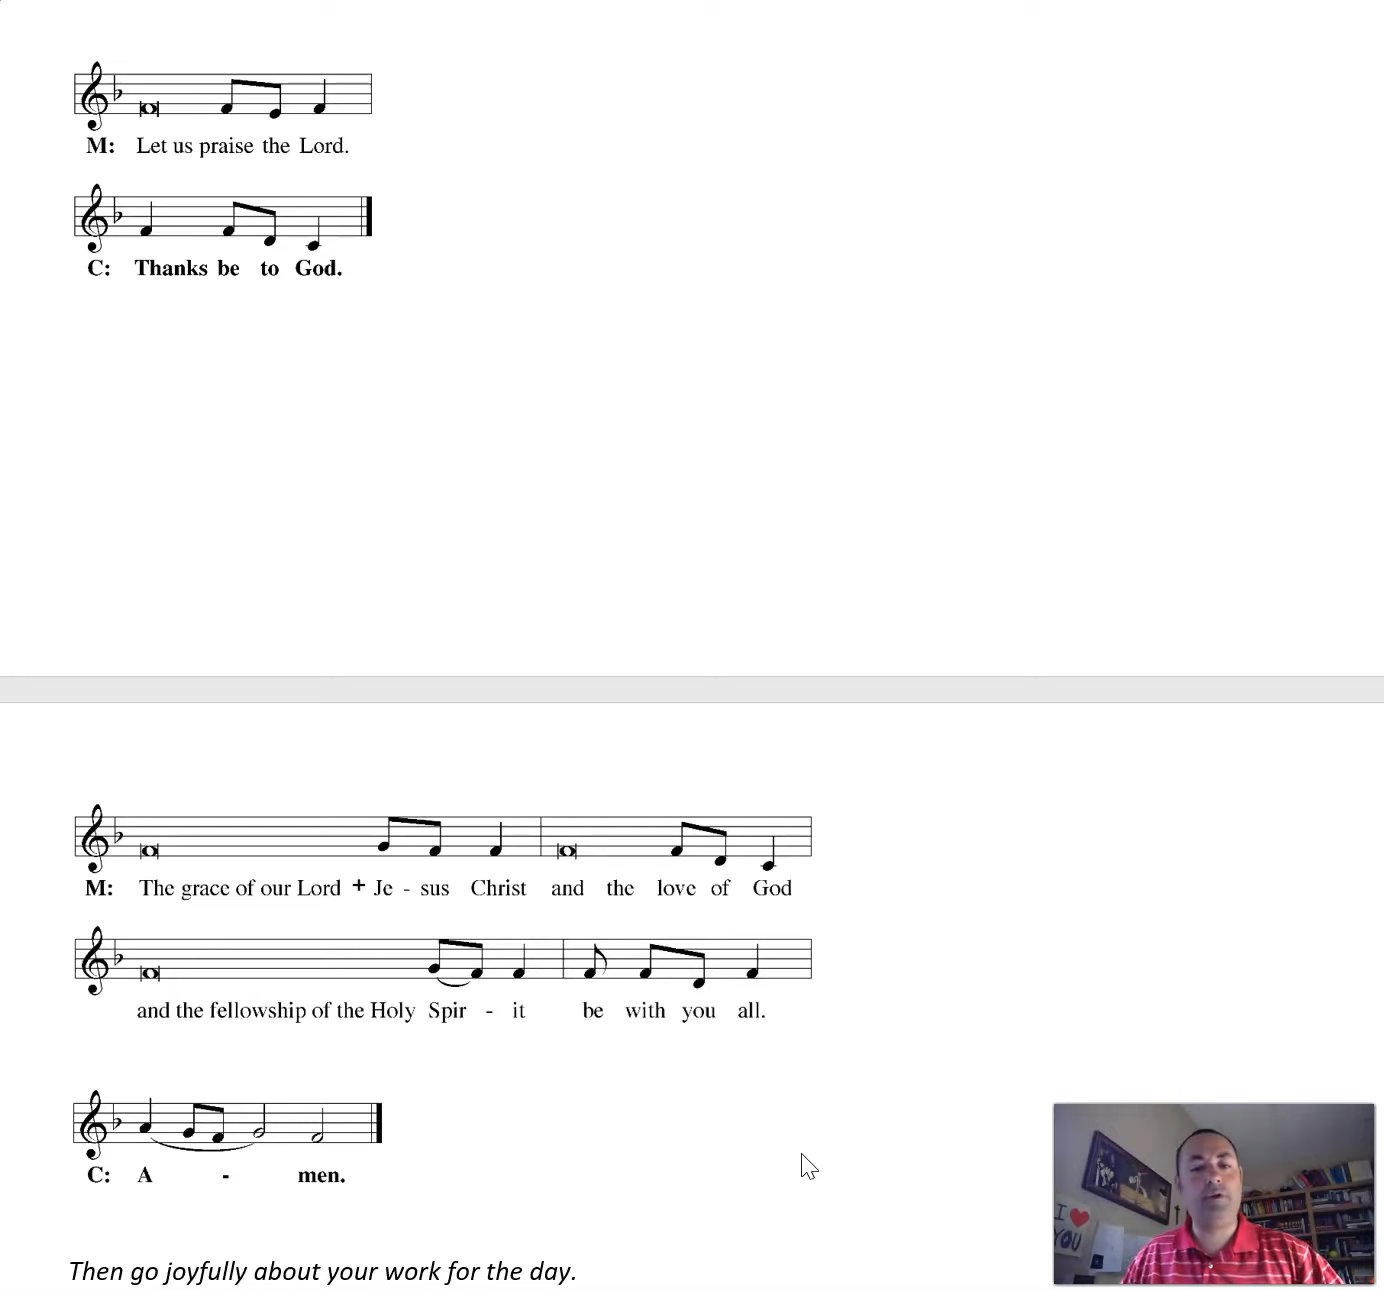 M: Let us praise the Lord.
C: Thanks be to God.
M: The grace of our Lord + Je - sus Christ and the love of God
and the fellowship of the Holy Spir - it be with you all.
C: A - men.
Then go joyfully about your work for the day.
I ♥
YOU